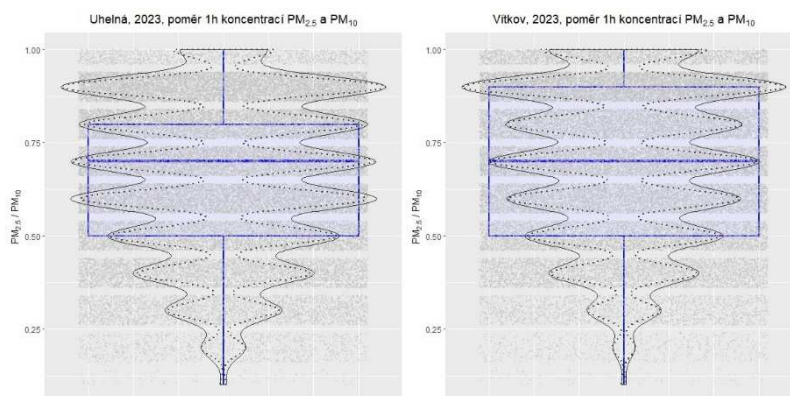 Uhelná, 2023, poměr 1h koncentrací PM2.5 a PM10
1.00
0.75
0.50
0.25
PM2.5 / PM10
Vítkov, 2023, poměr 1h koncentrací PM2.5 a PM10
1.00
0.75
0.50
0.25
PM2.5 / PM10